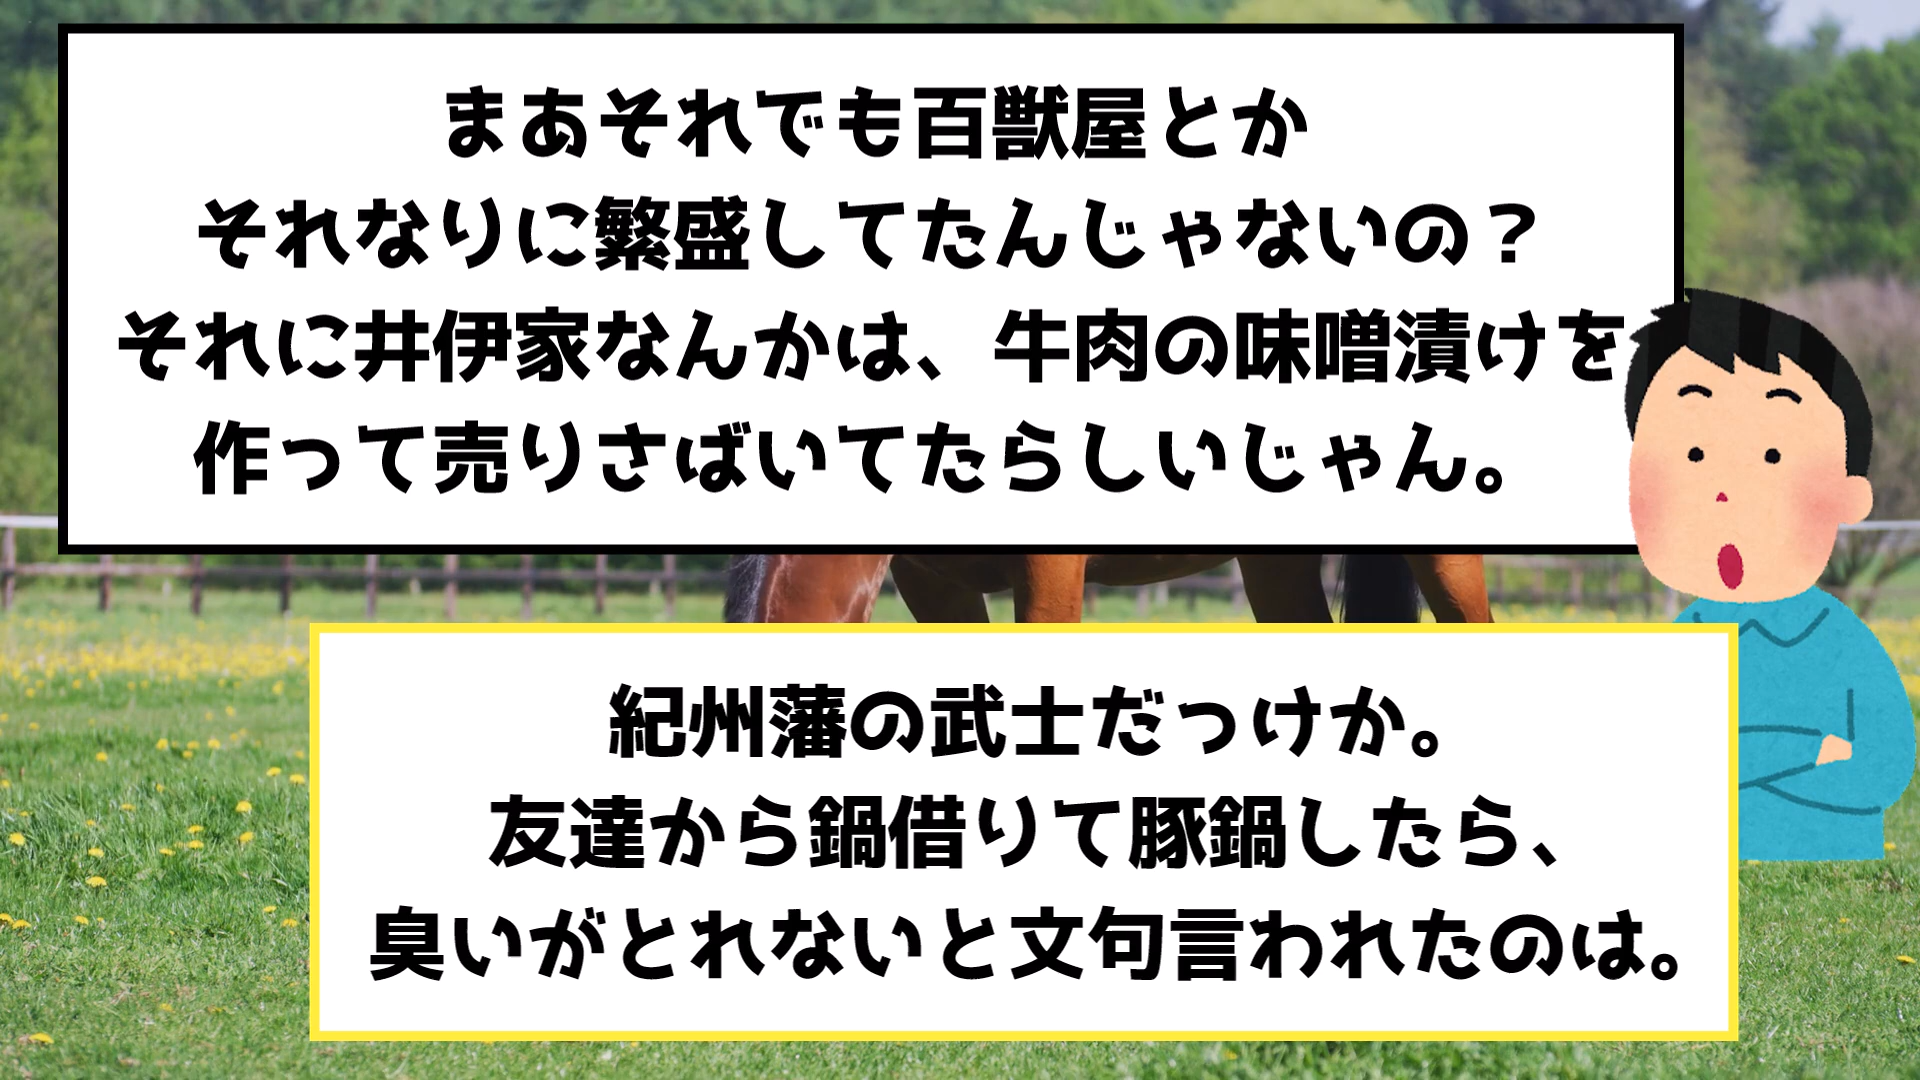 まあそれでも百獣屋とか
それなりに繁盛してたんじゃないの？
それに井伊家なんかは、牛肉の味噌漬けを
作って売りさばいてたらしいじゃん。
紀州藩の武士だっけか。
友達から鍋借りて豚鍋したら、
臭いがとれないと文句言われたのは。